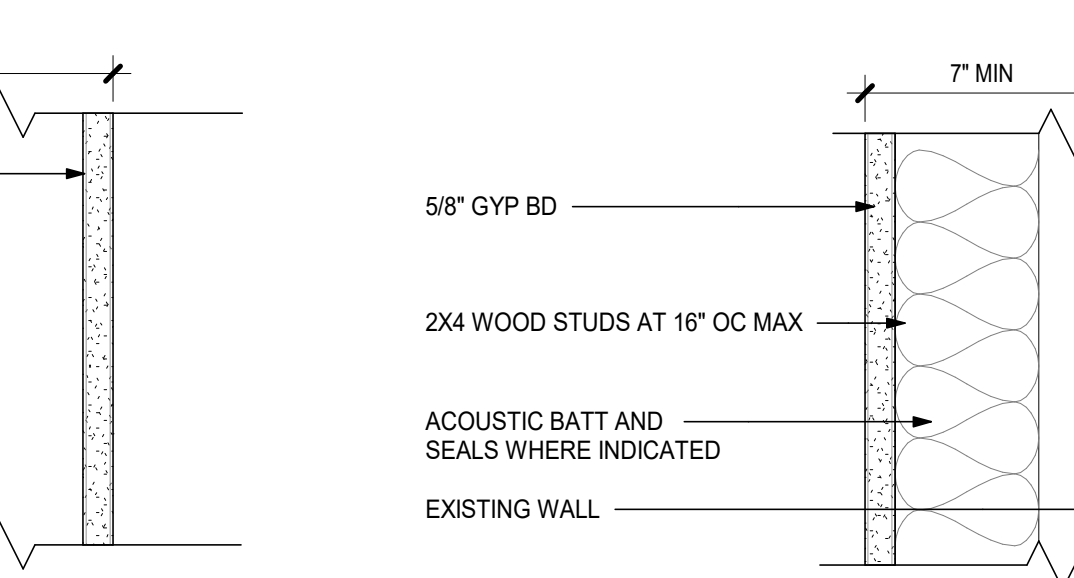 7" MIN
5/8" GYP BD
2X4 WOOD STUDS AT 16" OC MAX
ACOUSTIC BATT AND
SEALS WHERE INDICATED
EXISTING WALL